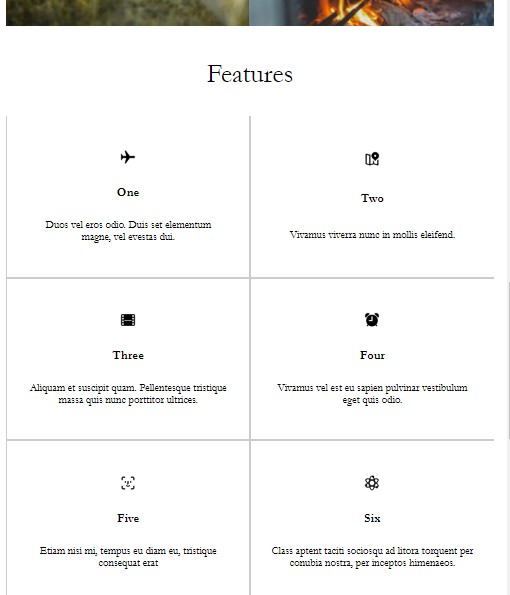 Features
One
Duos vel eros odio. Duis set elementum
magne, vel evestas dui.
Two
Vivamus viverra nunc in mollis eleifend.
Three
Aliquam et suscipit quam. Pellentesque tristique
massa quis nunc porttitor ultrices.
Four
Vivamus vel est eu sapien pulvinar vestibulum
eget quis odio.
Five
Etiam nisi mi, tempus eu diam eu, tristique
consequat erat
Six
Class aptent taciti sociosqu ad litora torquent per
conubia nostra, per inceptos himenaeos.